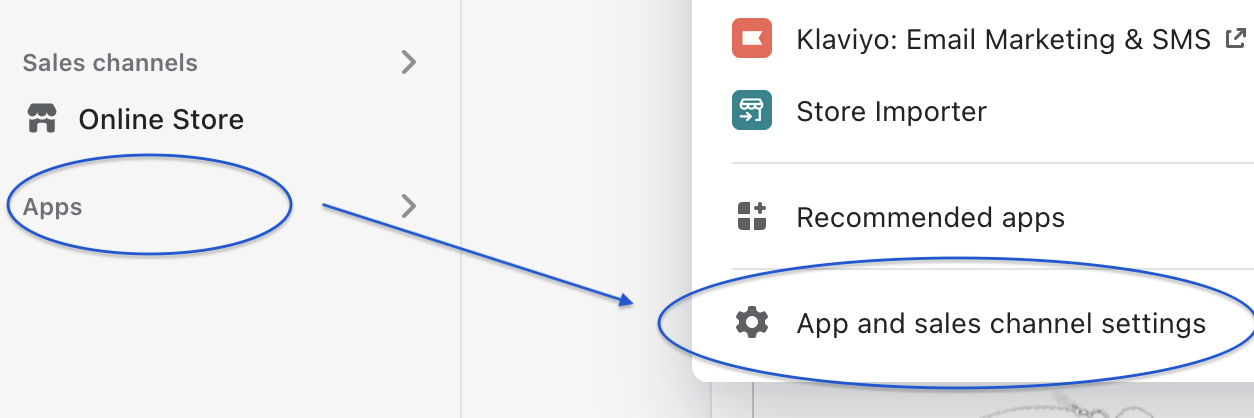 Sales channels
Online Store
Apps
Klaviyo: Email Marketing & SMS
Store Importer
Recommended apps
App and sales channel settings